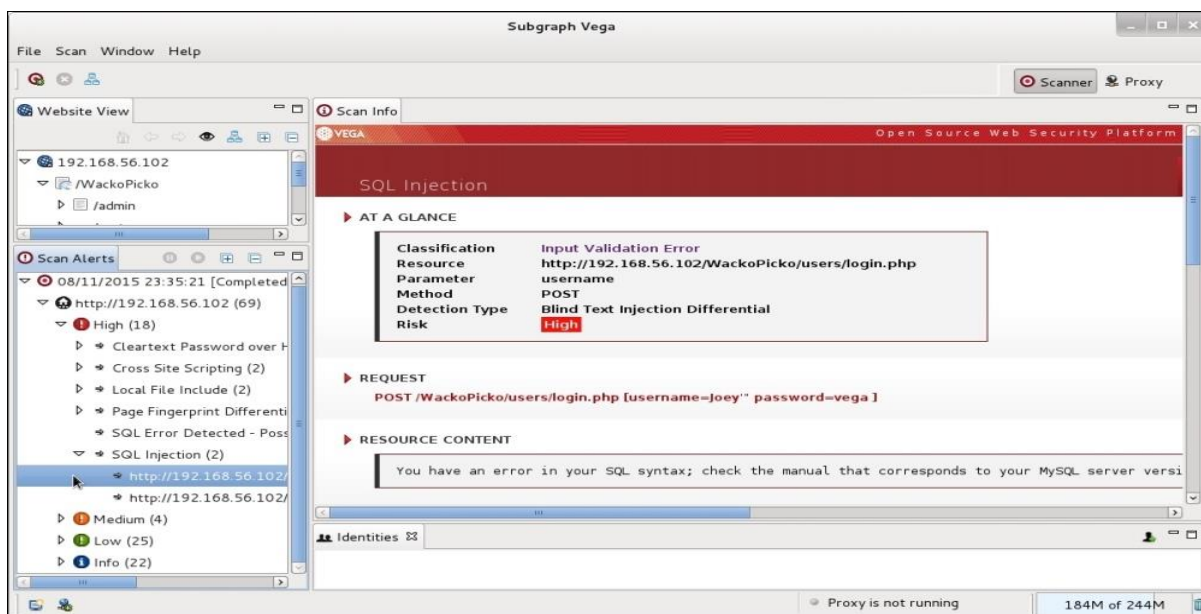 Subgraph Vega
File Scan Window Help
Scanner Proxy
Website View
192.168.56.102
/WackoPicko
/admin
Scan Alerts
08/11/2015 23:35:21 [Completed
http://192.168.56.102 (69)
High (18)
Cleartext Password over H
Cross Site Scripting (2)
Local File Include (2)
Page Fingerprint Differenti
SQL Error Detected - Poss
SQL Injection (2)
http://192.168.56.102/
http://192.168.56.102/
Medium (4)
Low (25)
Info (22)
Scan Info
VEGA Open Source Web Security Platform
SQL Injection
AT A GLANCE
Classification Input Validation Error
Resource http://192.168.56.102/WackoPicko/users/login.php
Parameter username
Method POST
Detection Type Blind Text Injection Differential
Risk High
REQUEST
POST /WackoPicko/users/login.php [username=Joey'" password=vega ]
RESOURCE CONTENT
You have an error in your SQL syntax; check the manual that corresponds to your MySQL server versi
Identities
Proxy is not running 184M of 244M